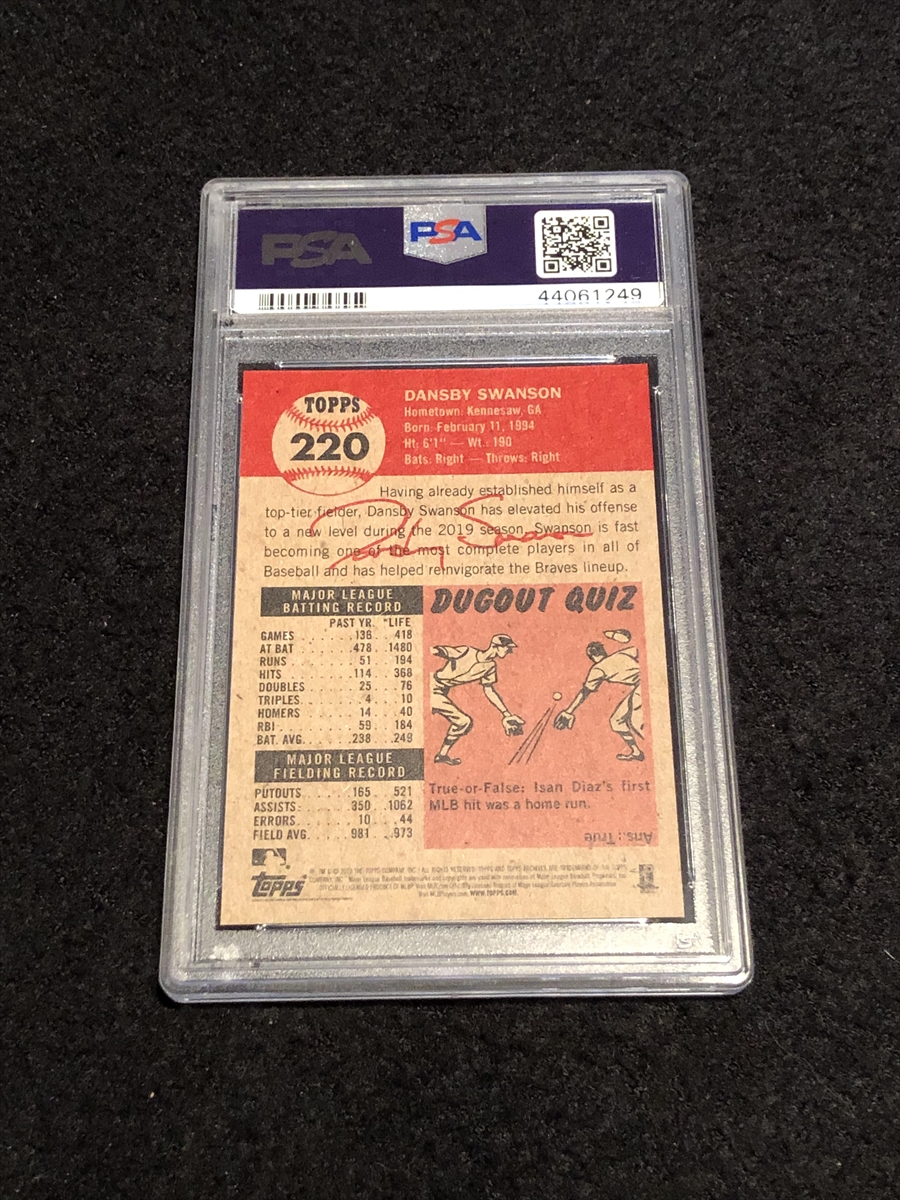 PSA
PSA
44061249
TOPPS
220
DANSBY SWANSON
Hometown: Kennesaw, GA
Born: February 11, 1994
Ht: 6'1" — Wt.: 190
Bats: Right — Throws: Right
Having already established himself as a
top-tier fielder, Dansby Swanson has elevated his offense
to a new level during the 2019 season. Swanson is fast
becoming one of the most complete players in all of
Baseball and has helped reinvigorate the Braves lineup.
MAJOR LEAGUE
BATTING RECORD
PAST YR. *LIFE
GAMES . . . . . . . . 136 . . 418
AT BAT . . . . . . . . 478 . . 1480
RUNS . . . . . . . . 51 . . 194
HITS . . . . . . . . 114 . . 368
DOUBLES . . . . . . 25 . . . 76
TRIPLES . . . . . . . 4 . . . 10
HOMERS . . . . . . 14 . . . 40
RBI . . . . . . . . . 59 . . 184
BAT. AVG. . . . . . .238 . . .249
MAJOR LEAGUE
FIELDING RECORD
PUTOUTS . . . . . . 165 . . 521
ASSISTS . . . . . . 350 . . 1062
ERRORS . . . . . . 10 . . . 44
FIELD AVG. . . . . .981 . . .973
DUGOUT QUIZ
True-or-False: Isan Diaz's first
MLB hit was a home run.
Ans.: True
Topps
WWW.TOPPS.COM